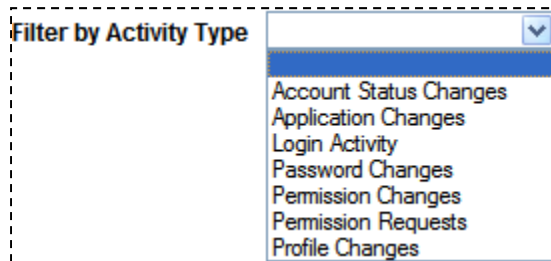 Filter by Activity Type
Account Status Changes
Application Changes
Login Activity
Password Changes
Permission Changes
Permission Requests
Profile Changes